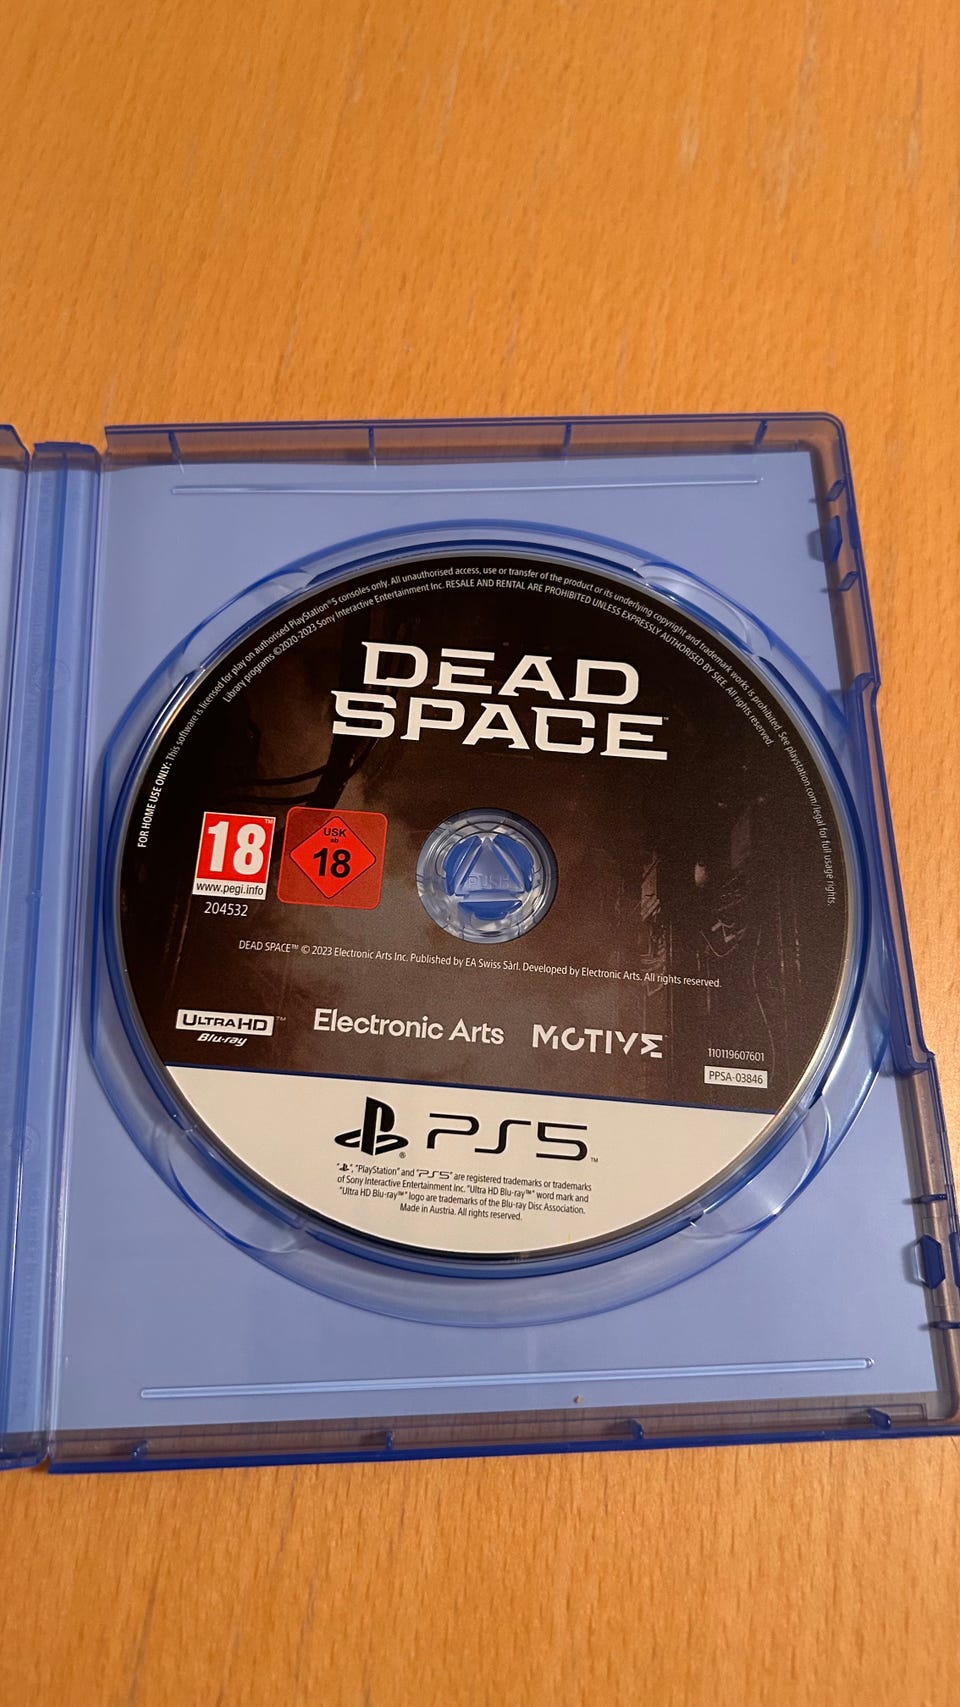 FOR HOME USE ONLY: This software is licensed for play on authorised PlayStation®5 consoles only. All unauthorised access, use or transfer of the product or its underlying copyright and trademark works is prohibited. See playstation.com/legal for full usage rights.
Library programs ©2020-2023 Sony Interactive Entertainment Inc. RESALE AND RENTAL ARE PROHIBITED UNLESS EXPRESSLY AUTHORISED BY SIEE. All rights reserved.
DEAD
SPACE™
18™
www.pegi.info
204532
USK
ab
18
PUSH
DEAD SPACE™ © 2023 Electronic Arts Inc. Published by EA Swiss Sàrl. Developed by Electronic Arts. All rights reserved.
ULTRA HD™
Blu-ray
Electronic Arts
MOTIVE
110119607601
PPSA-03846
® PS5™
"PS", "PlayStation" and "PS5" are registered trademarks or trademarks
of Sony Interactive Entertainment Inc. "Ultra HD Blu-ray™" word mark and
"Ultra HD Blu-ray™" logo are trademarks of the Blu-ray Disc Association.
Made in Austria. All rights reserved.